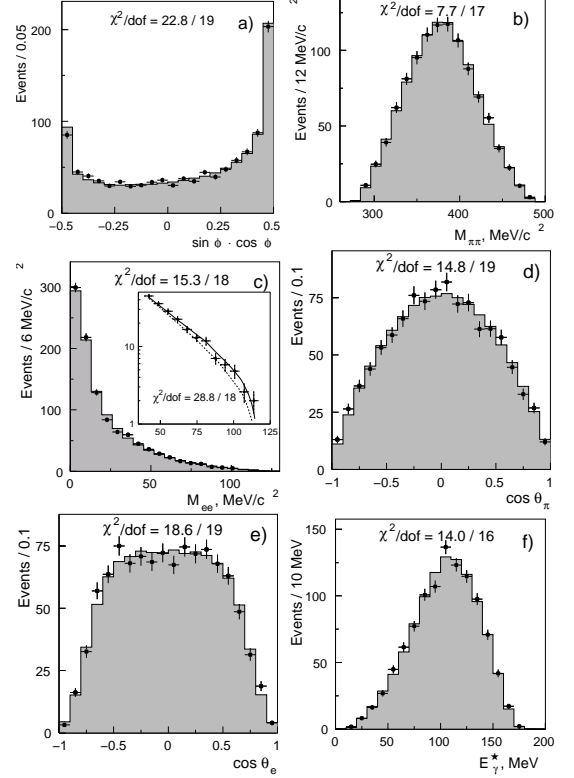 χ²/dof = 22.8 / 19
a)
Events / 0.05
200
100
0
-0.5
-0.25
0
0.25
0.5
sin ϕ · cos ϕ
χ²/dof = 7.7 / 17
b)
Events / 12 MeV/c²
100
50
0
300
400
500
M_ππ, MeV/c²
χ²/dof = 15.3 / 18
c)
Events / 6 MeV/c²
300
200
100
0
0
50
100
M_ee, MeV/c²
10
1
χ²/dof = 28.8 / 18
50
75
100
125
χ²/dof = 14.8 / 19
d)
Events / 0.1
75
50
25
0
-1
-0.5
0
0.5
1
cos θ_π
χ²/dof = 18.6 / 19
e)
Events / 0.1
75
50
25
0
-1
-0.5
0
0.5
1
cos θ_e
χ²/dof = 14.0 / 16
f)
Events / 10 MeV
150
100
50
0
0
50
100
150
200
E*_γ, MeV